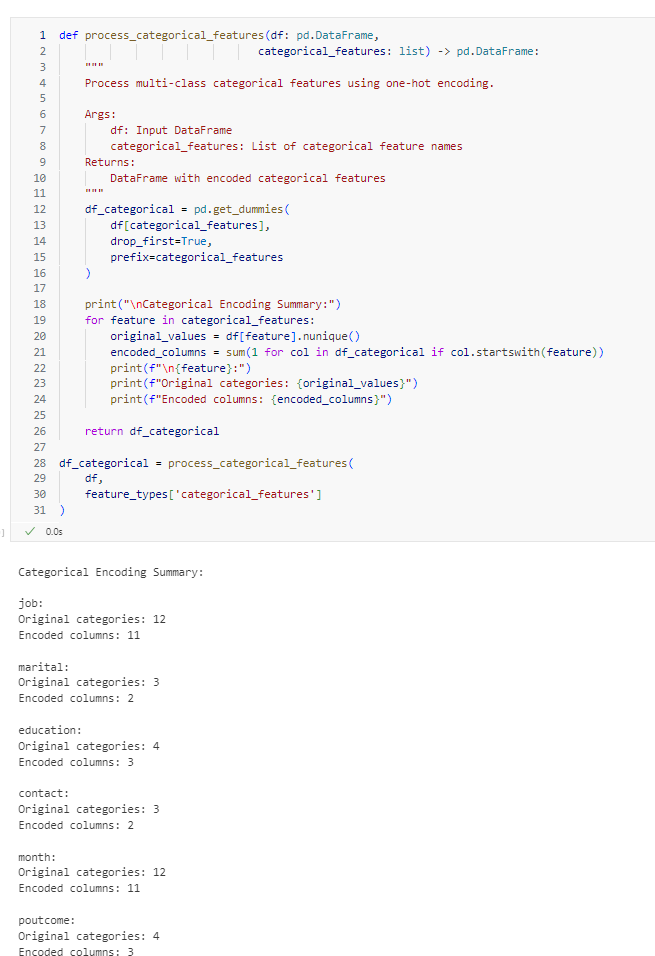 1 def process_categorical_features(df: pd.DataFrame,
2 categorical_features: list) -> pd.DataFrame:
3 """
4 Process multi-class categorical features using one-hot encoding.
5
6 Args:
7 df: Input DataFrame
8 categorical_features: List of categorical feature names
9 Returns:
10 DataFrame with encoded categorical features
11 """
12 df_categorical = pd.get_dummies(
13 df[categorical_features],
14 drop_first=True,
15 prefix=categorical_features
16 )
17
18 print("\nCategorical Encoding Summary:")
19 for feature in categorical_features:
20 original_values = df[feature].nunique()
21 encoded_columns = sum(1 for col in df_categorical if col.startswith(feature))
22 print(f"\n{feature}:")
23 print(f"Original categories: {original_values}")
24 print(f"Encoded columns: {encoded_columns}")
25
26 return df_categorical
27
28 df_categorical = process_categorical_features(
29 df,
30 feature_types['categorical_features']
31 )
] ✓ 0.0s
Categorical Encoding Summary:
job:
Original categories: 12
Encoded columns: 11
marital:
Original categories: 3
Encoded columns: 2
education:
Original categories: 4
Encoded columns: 3
contact:
Original categories: 3
Encoded columns: 2
month:
Original categories: 12
Encoded columns: 11
poutcome:
Original categories: 4
Encoded columns: 3